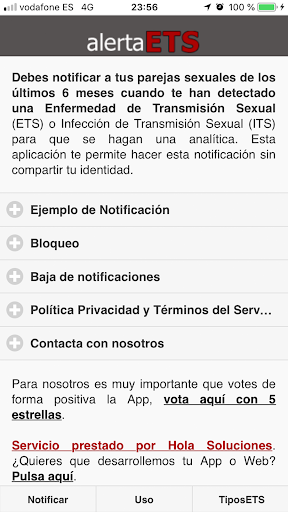 vodafone ES 4G 23:56 100 %
alertaETS
Debes notificar a tus parejas sexuales de los
últimos 6 meses cuando te han detectado
una Enfermedad de Transmisión Sexual
(ETS) o Infección de Transmisión Sexual (ITS)
para que se hagan una analítica. Esta
aplicación te permite hacer esta notificación sin
compartir tu identidad.
Ejemplo de Notificación
Bloqueo
Baja de notificaciones
Política Privacidad y Términos del Serv...
Contacta con nosotros
Para nosotros es muy importante que votes de
forma positiva la App, vota aquí con 5
estrellas.
Servicio prestado por Hola Soluciones.
¿Quieres que desarrollemos tu App o Web?
Pulsa aquí.
Notificar Uso TiposETS